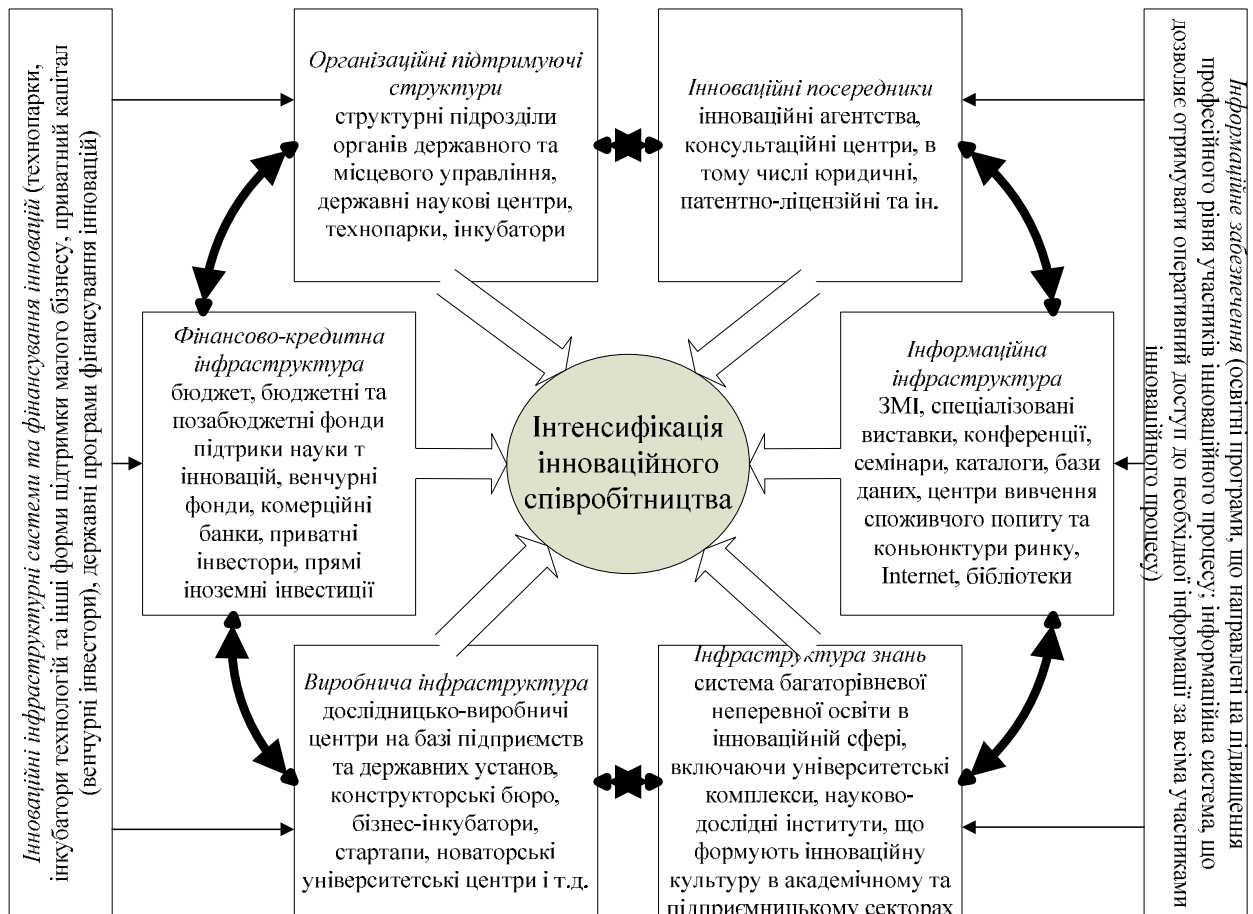 Інноваційні інфраструктурні системи та фінансування інновацій (технопарки,
інкубатори технологій та інші форми підтримки малого бізнесу, приватний капітал
(венчурні інвестори), державні програми фінансування інновацій)
Організаційні підтримуючі
структури
структурні підрозділи
органів державного та
місцевого управління,
державні наукові центри,
технопарки, інкубатори
Інноваційні посередники
інноваційні агентства,
консультаційні центри, в
тому числі юридичні,
патентно-ліцензійні та ін.
Фінансово-кредитна
інфраструктура
бюджет, бюджетні та
позабюджетні фонди
підтрики науки т
інновацій, венчурні
фонди, комерційні
банки, приватні
інвестори, прямі
іноземні інвестиції
Інтенсифікація
інноваційного
співробітництва
Інформаційна
інфраструктура
ЗМІ, спеціалізовані
виставки, конференції,
семінари, каталоги, бази
даних, центри вивчення
споживчого попиту та
коньюнктури ринку,
Internet, бібліотеки
Виробнича інфраструктура
дослідницько-виробничі
центри на базі підприємств
та державних установ,
конструкторські бюро,
бізнес-інкубатори,
стартапи, новаторські
університетські центри і т.д.
Інфраструктура знань
система багаторівневої
неперевної освіти в
інноваційній сфері,
включаючи університетські
комплекси, науково-
дослідні інститути, що
формують інноваційну
культуру в академічному та
підприємницькому секторах
Інформаційне забезпечення (освітні програми, що направлені на підвищення
професійного рівня учасників інноваційного процесу; інформаційна система, що
дозволяє отримувати оперативний доступ до необхідної інформації за всіма учасниками
інноваційного процесу)